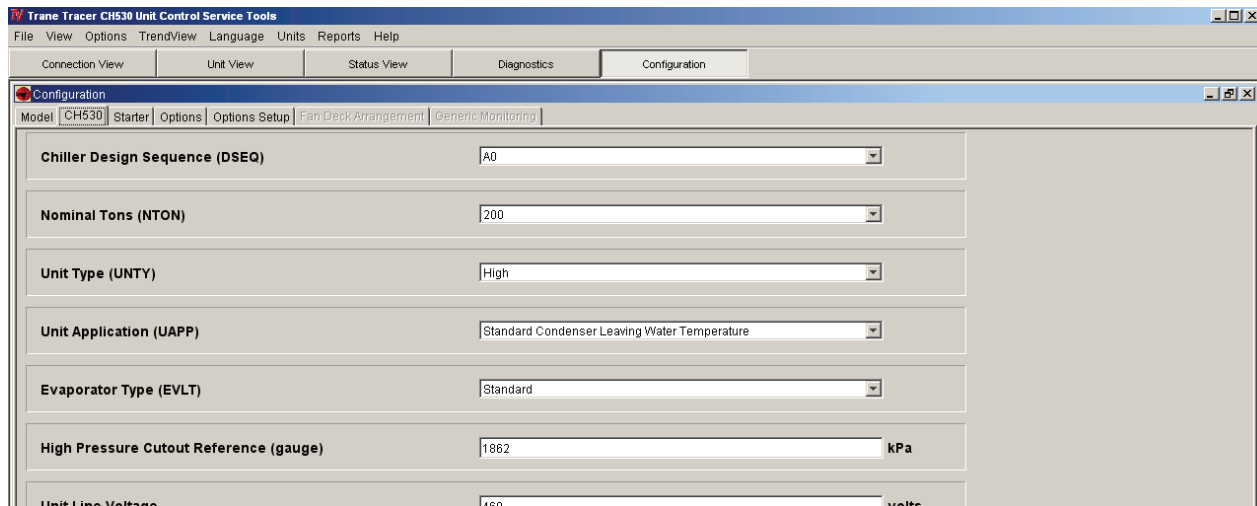 Trane Tracer CH530 Unit Control Service Tools
File View Options TrendView Language Units Reports Help
Connection View Unit View Status View Diagnostics Configuration
Configuration
Model CH530 Starter Options Options Setup Fan Deck Arrangement Generic Monitoring
Chiller Design Sequence (DSEQ) A0
Nominal Tons (NTON) 200
Unit Type (UNTY) High
Unit Application (UAPP) Standard Condenser Leaving Water Temperature
Evaporator Type (EVLT) Standard
High Pressure Cutout Reference (gauge) 1862 kPa
Unit Line Voltage 460 volts